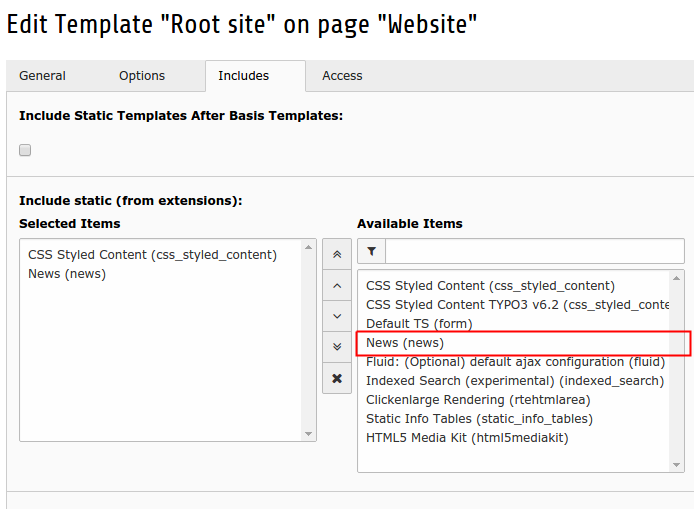 Edit Template "Root site" on page "Website"
General Options Includes Access
Include Static Templates After Basis Templates:
Include static (from extensions):
Selected Items
CSS Styled Content (css_styled_content)
News (news)
Available Items
CSS Styled Content (css_styled_content)
CSS Styled Content TYPO3 v6.2 (css_styled_conte
Default TS (form)
News (news)
Fluid: (Optional) default ajax configuration (fluid)
Indexed Search (experimental) (indexed_search)
Clickenlarge Rendering (rtehtmlarea)
Static Info Tables (static_info_tables)
HTML5 Media Kit (html5mediakit)